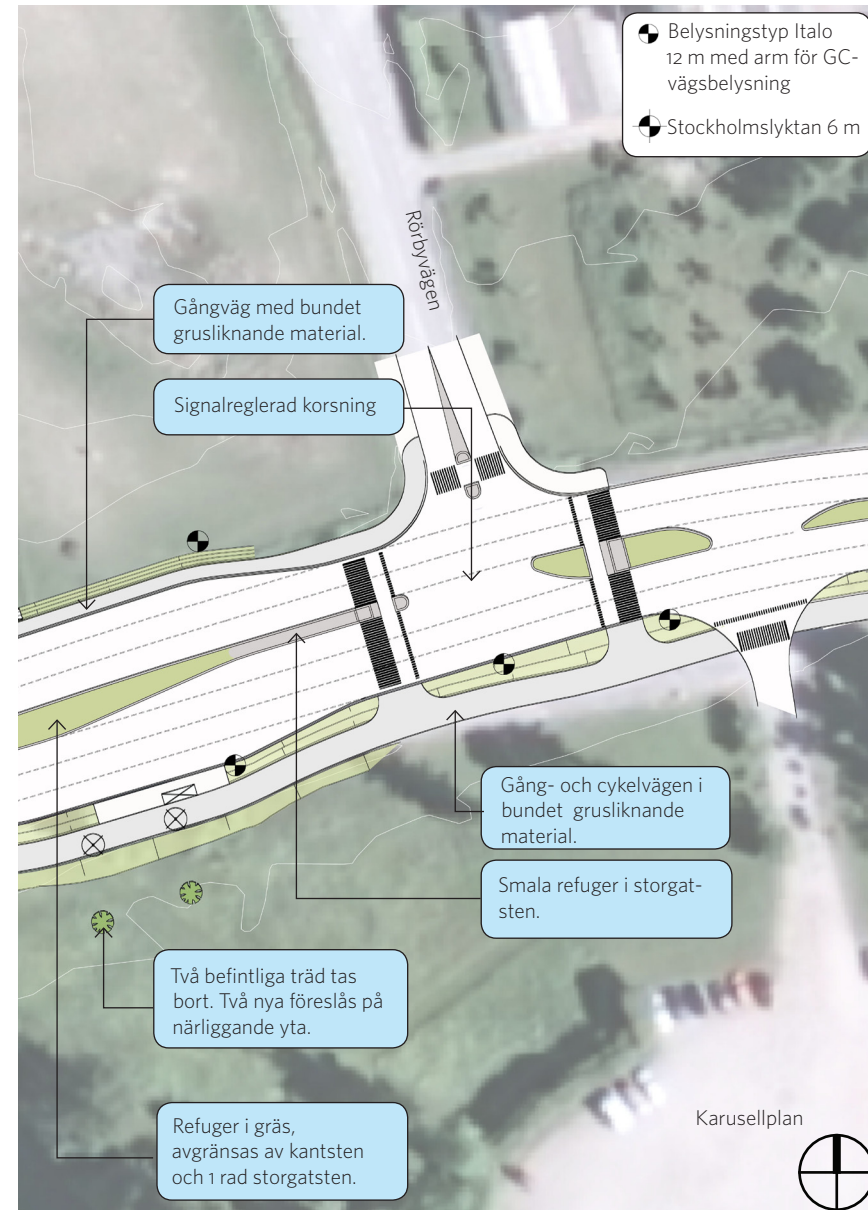 Belysningstyp Italo
12 m med arm för GC-
vägsbelysning
Stockholmslyktan 6 m
Rörbyvägen
Gångväg med bundet
grusliknande material.
Signalreglerad korsning
Gång- och cykelvägen i
bundet grusliknande
material.
Smala refuger i storgat-
sten.
Två befintliga träd tas
bort. Två nya föreslås på
närliggande yta.
Refuger i gräs,
avgränsas av kantsten
och 1 rad storgatsten.
Karusellplan